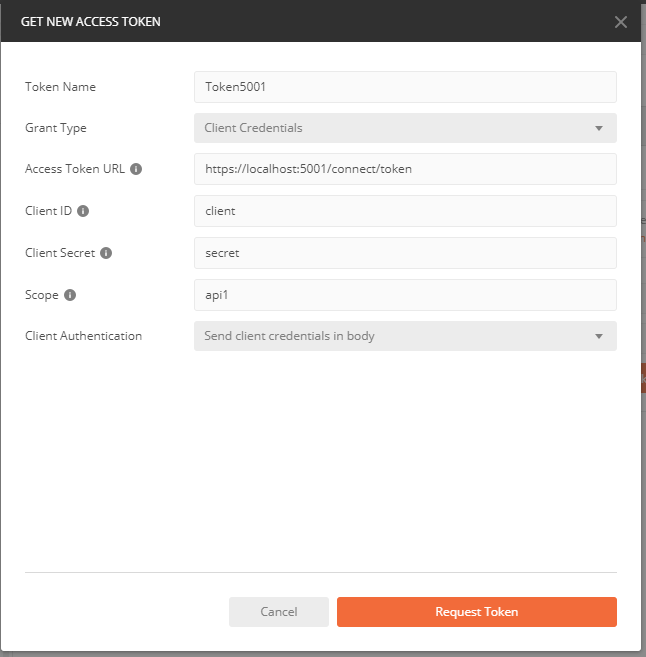 GET NEW ACCESS TOKEN
Token Name Token5001
Grant Type Client Credentials
Access Token URL https://localhost:5001/connect/token
Client ID client
Client Secret secret
Scope api1
Client Authentication Send client credentials in body
Cancel Request Token